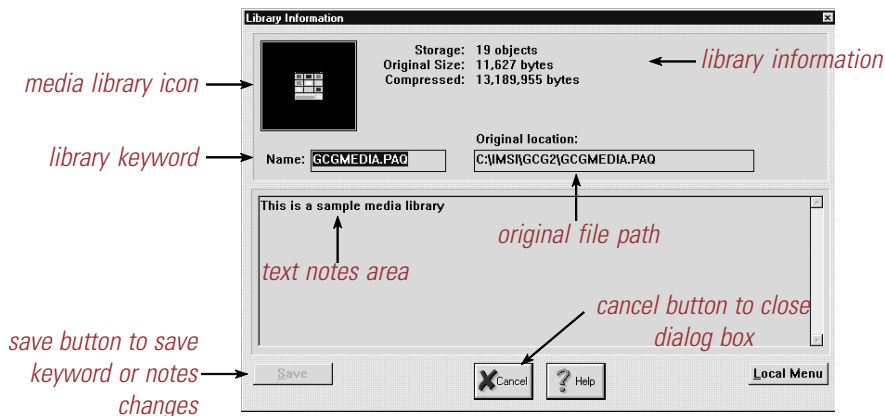 Library Information
Storage: 19 objects
Original Size: 11,627 bytes
Compressed: 13,189,955 bytes
library information
media library icon
Original location:
library keyword
Name: GCGMEDIA.PAQ
C:\IMSI\GCG2\GCGMEDIA.PAQ
This is a sample media library
original file path
text notes area
cancel button to close
dialog box
save button to save
keyword or notes
changes
Save
Cancel
Help
Local Menu